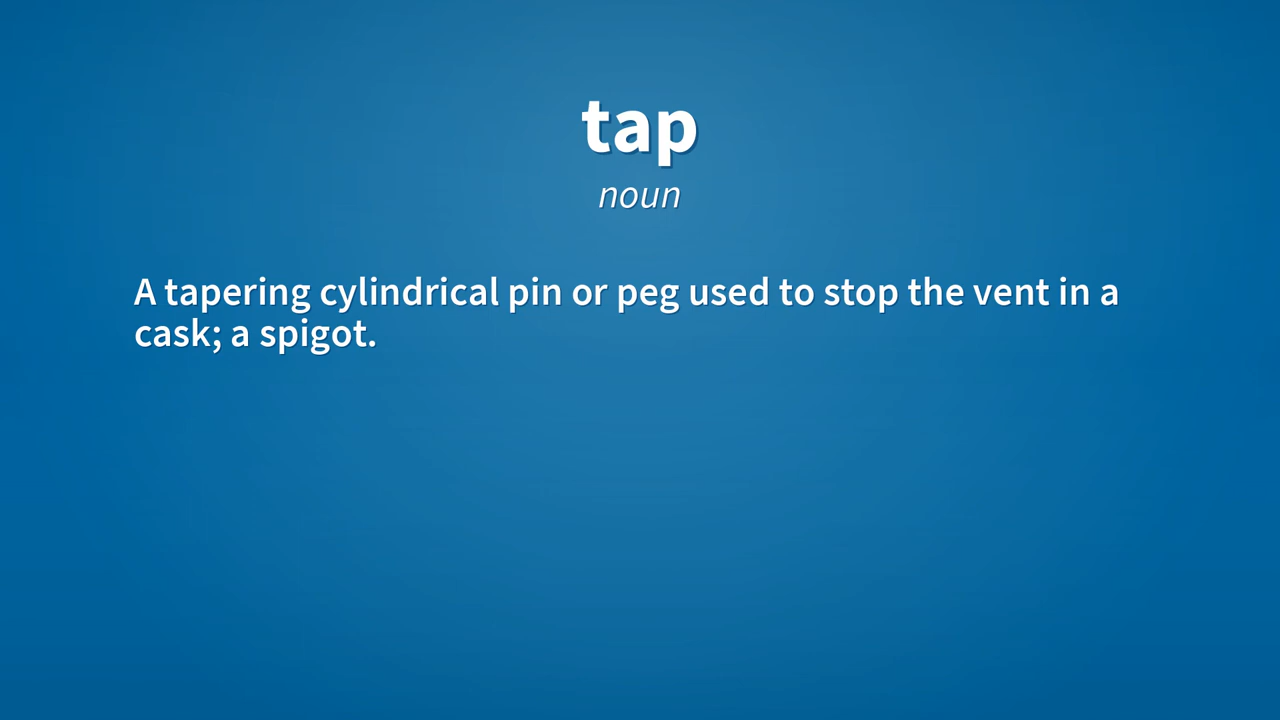 tap
noun
A tapering cylindrical pin or peg used to stop the vent in a
cask; a spigot.